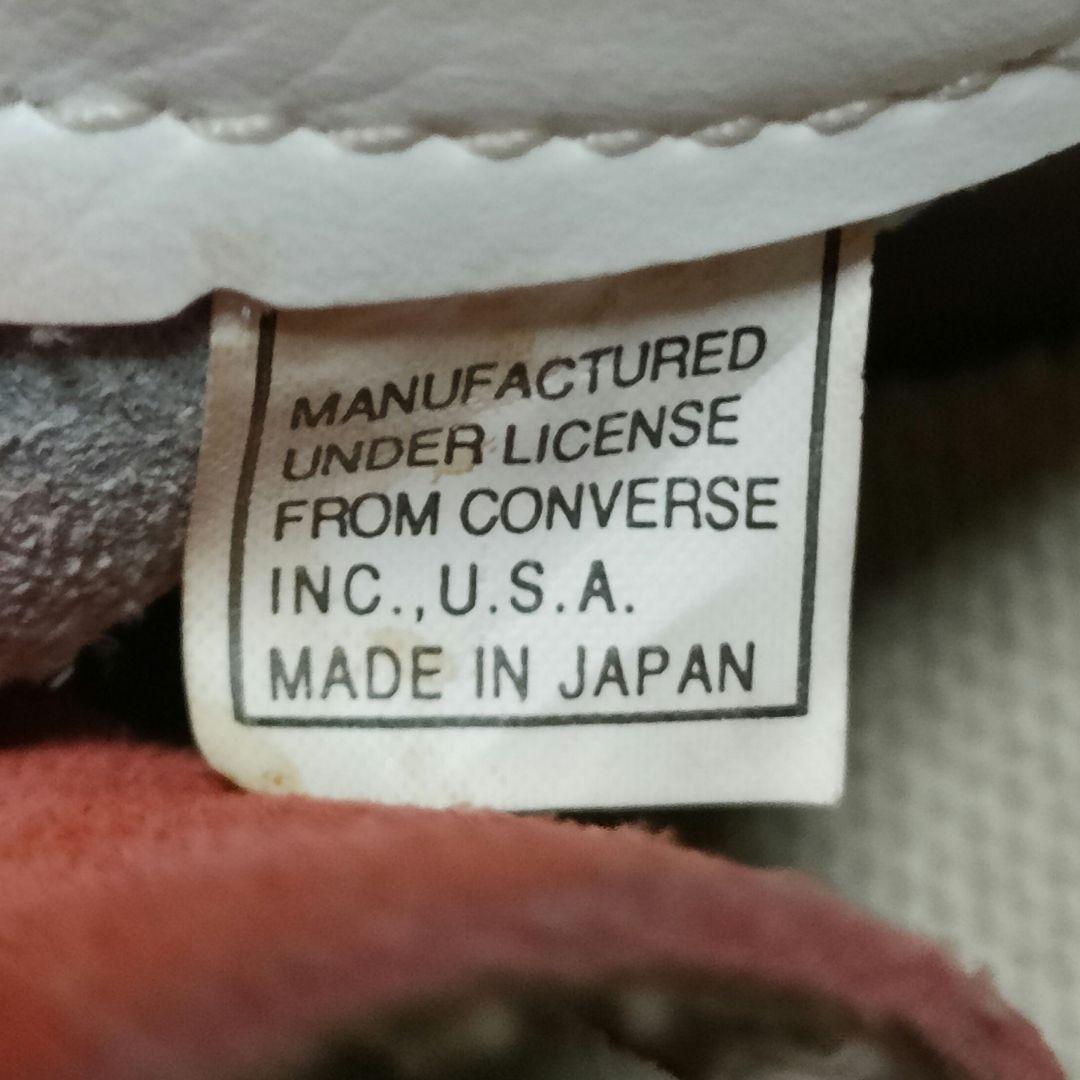 MANUFACTURED
UNDER LICENSE
FROM CONVERSE
INC.,U.S.A.
MADE IN JAPAN